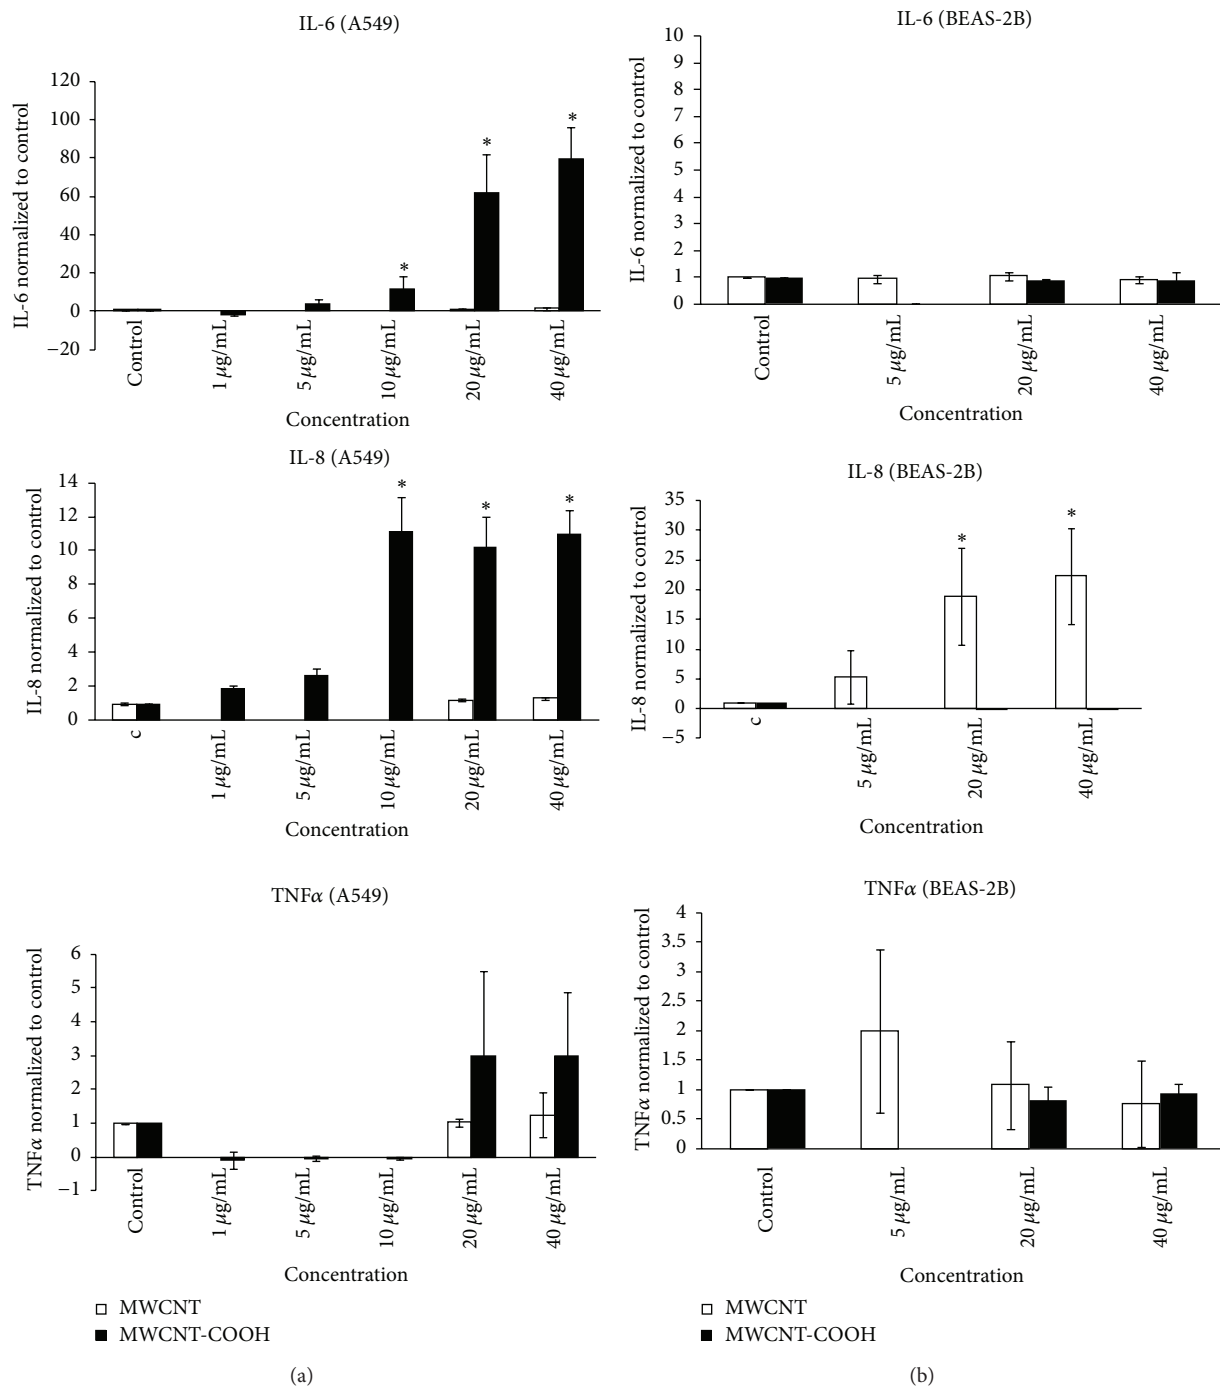 IL-6 (A549)
IL-6 normalized to control
120
100
80
60
40
20
0
−20
* * *
Control 1 μg/mL 5 μg/mL 10 μg/mL 20 μg/mL 40 μg/mL
Concentration
IL-8 (A549)
IL-8 normalized to control
14
12
10
8
6
4
2
0
* * *
c 1 μg/mL 5 μg/mL 10 μg/mL 20 μg/mL 40 μg/mL
Concentration
TNFα (A549)
TNFα normalized to control
6
5
4
3
2
1
0
−1
Control 1 μg/mL 5 μg/mL 10 μg/mL 20 μg/mL 40 μg/mL
Concentration
MWCNT
MWCNT-COOH
(a)
IL-6 (BEAS-2B)
IL-6 normalized to control
10
9
8
7
6
5
4
3
2
1
0
Control 5 μg/mL 20 μg/mL 40 μg/mL
Concentration
IL-8 (BEAS-2B)
IL-8 normalized to control
35
30
25
20
15
10
5
0
−5
* *
c 5 μg/mL 20 μg/mL 40 μg/mL
Concentration
TNFα (BEAS-2B)
TNFα normalized to control
4
3.5
3
2.5
2
1.5
1
0.5
0
Control 5 μg/mL 20 μg/mL 40 μg/mL
Concentration
MWCNT
MWCNT-COOH
(b)